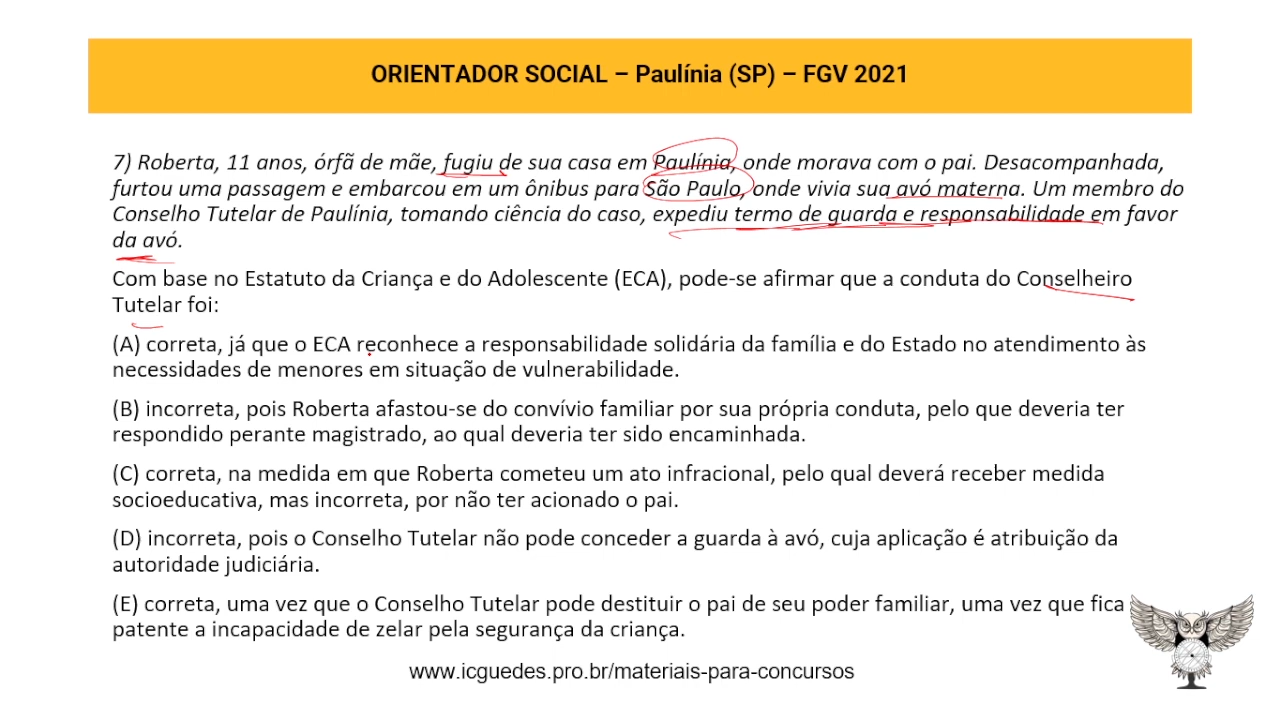 ORIENTADOR SOCIAL – Paulínia (SP) – FGV 2021
7) Roberta, 11 anos, órfã de mãe, fugiu de sua casa em Paulínia, onde morava com o pai. Desacompanhada,
furtou uma passagem e embarcou em um ônibus para São Paulo, onde vivia sua avó materna. Um membro do
Conselho Tutelar de Paulínia, tomando ciência do caso, expediu termo de guarda e responsabilidade em favor
da avó.
Com base no Estatuto da Criança e do Adolescente (ECA), pode-se afirmar que a conduta do Conselheiro
Tutelar foi:
(A) correta, já que o ECA reconhece a responsabilidade solidária da família e do Estado no atendimento às
necessidades de menores em situação de vulnerabilidade.
(B) incorreta, pois Roberta afastou-se do convívio familiar por sua própria conduta, pelo que deveria ter
respondido perante magistrado, ao qual deveria ter sido encaminhada.
(C) correta, na medida em que Roberta cometeu um ato infracional, pelo qual deverá receber medida
socioeducativa, mas incorreta, por não ter acionado o pai.
(D) incorreta, pois o Conselho Tutelar não pode conceder a guarda à avó, cuja aplicação é atribuição da
autoridade judiciária.
(E) correta, uma vez que o Conselho Tutelar pode destituir o pai de seu poder familiar, uma vez que fica
patente a incapacidade de zelar pela segurança da criança.
www.icguedes.pro.br/materiais-para-concursos